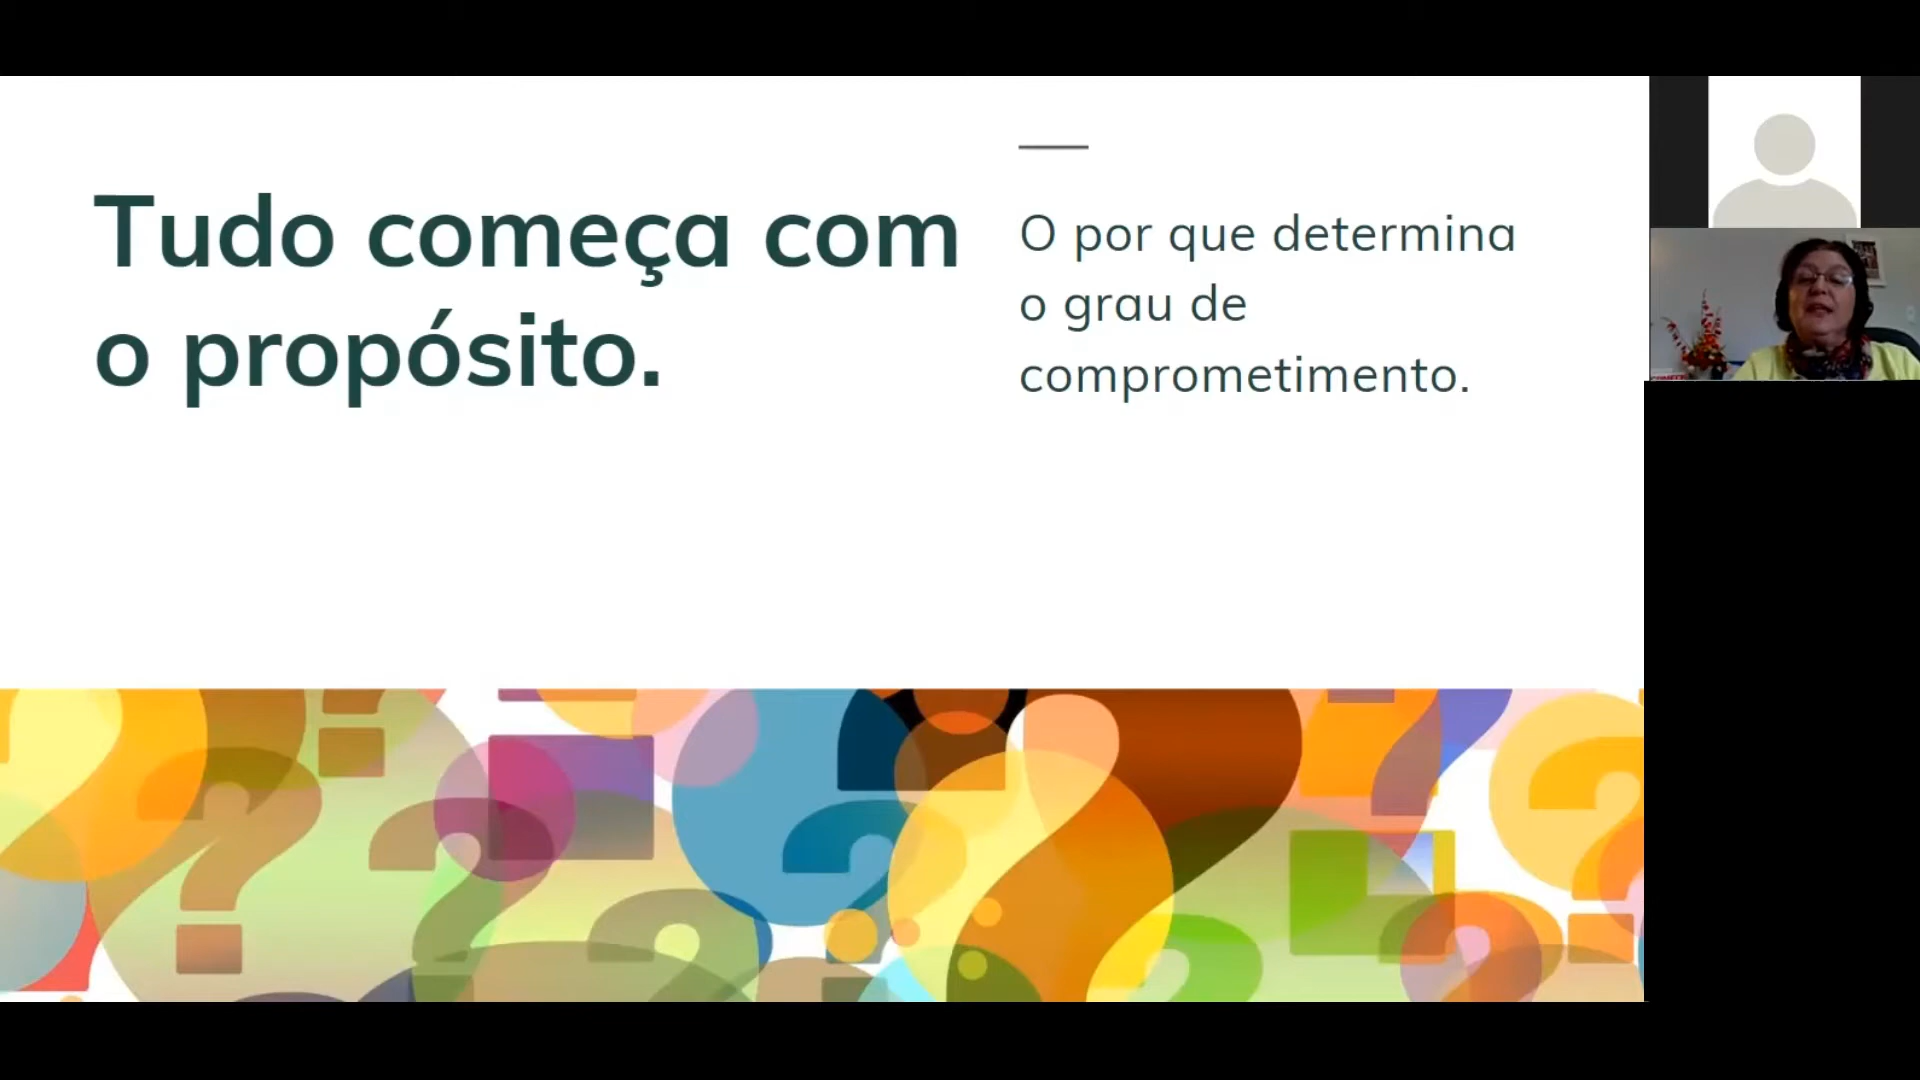 Tudo começa com
o propósito.
O por que determina
o grau de
comprometimento.